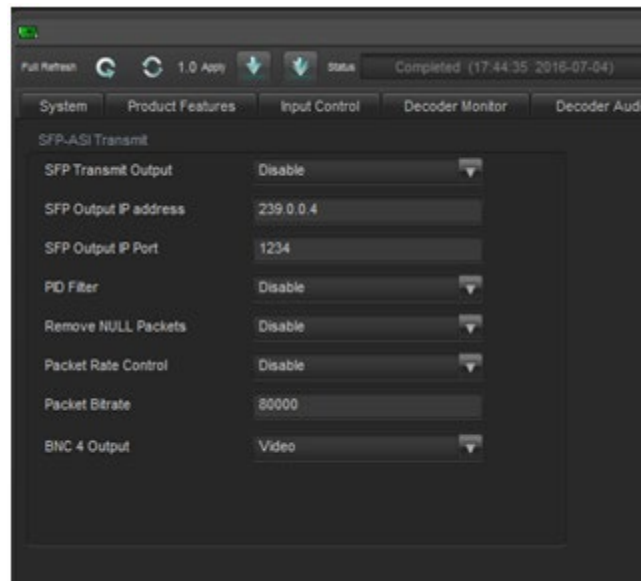 Full Refresh 1.0 Apply Status Completed (17:44:35 2016-07-04)
System Product Features Input Control Decoder Monitor Decoder Aud
SFP-ASI Transmit
SFP Transmit Output Disable
SFP Output IP address 239.0.0.4
SFP Output IP Port 1234
PID Filter Disable
Remove NULL Packets Disable
Packet Rate Control Disable
Packet Bitrate 80000
BNC 4 Output Video